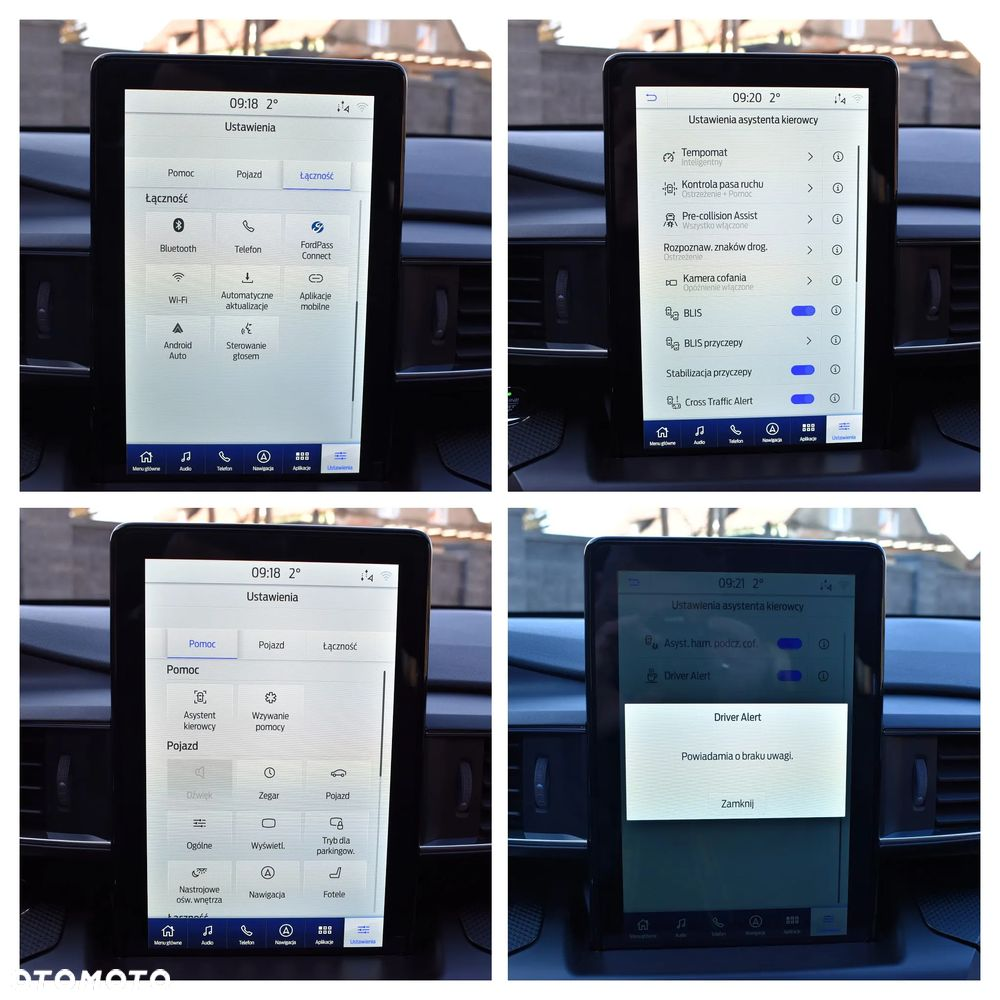 09:18 2°
Ustawienia
Pomoc Pojazd Łączność
Łączność
Bluetooth Telefon FordPass Connect
Wi-Fi Automatyczne aktualizacje Aplikacje mobilne
Android Auto Sterowanie głosem
Menu główne Audio Telefon Nawigacja Aplikacje Ustawienia
09:20 2°
Ustawienia asystenta kierowcy
Tempomat
Inteligentny
Kontrola pasa ruchu
Ostrzeżenie + Pomoc
Pre-collision Assist
Wszystko włączone
Rozpoznaw. znaków drog.
Ostrzeżenie
Kamera cofania
Opóźnienie włączone
BLIS
BLIS przyczepy
Stabilizacja przyczepy
Cross Traffic Alert
Menu główne Audio Telefon Nawigacja Aplikacje Ustawienia
09:18 2°
Ustawienia
Pomoc Pojazd Łączność
Pomoc
Asystent kierowcy Wzywanie pomocy
Pojazd
Dźwięk Zegar Pojazd
Ogólne Wyświetl. Tryb dla parkingow.
Nastrojowe ośw. wnętrza Nawigacja Fotele
Łączność
Menu główne Audio Telefon Nawigacja Aplikacje Ustawienia
09:21 2°
Ustawienia asystenta kierowcy
Asyst. ham. podcz. cof.
Driver Alert
Driver Alert
Powiadamia o braku uwagi.
Zamknij
Menu główne Audio Telefon Nawigacja Aplikacje
OTOMOTO